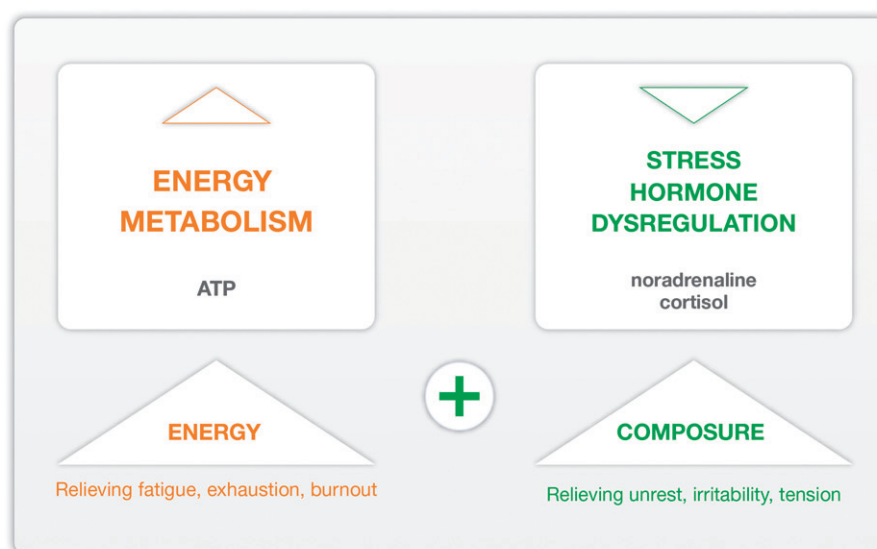 ENERGY
METABOLISM
ATP
ENERGY
Relieving fatigue, exhaustion, burnout
+
STRESS
HORMONE
DYSREGULATION
noradrenaline
cortisol
COMPOSURE
Relieving unrest, irritability, tension